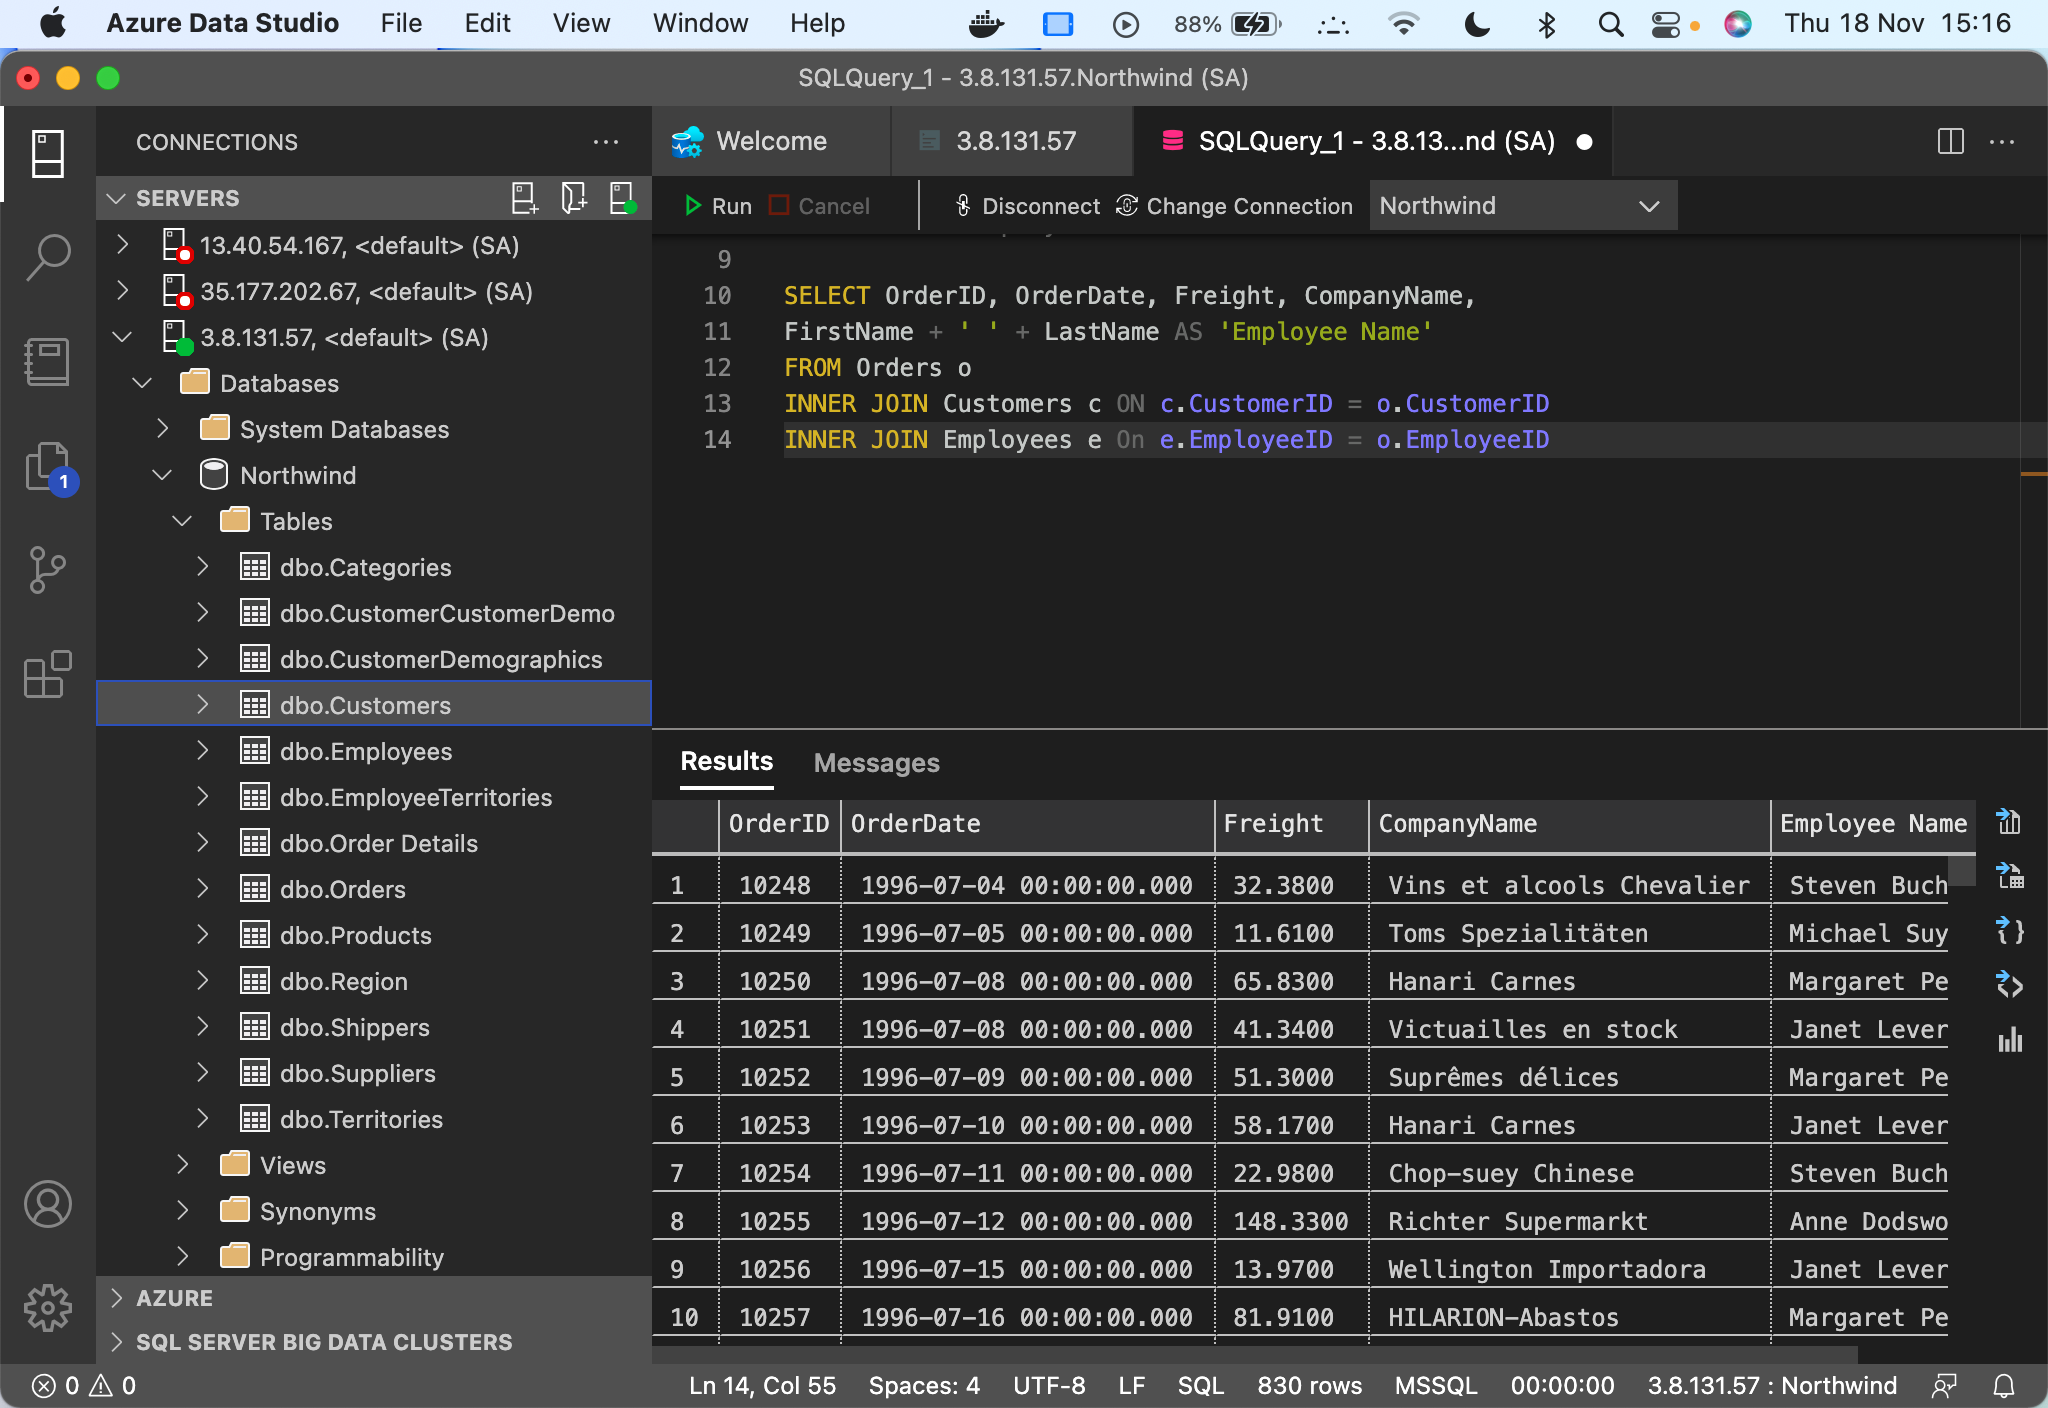 Azure Data Studio File Edit View Window Help 88% Thu 18 Nov 15:16
SQLQuery_1 - 3.8.131.57.Northwind (SA)
CONNECTIONS
SERVERS
13.40.54.167, <default> (SA)
35.177.202.67, <default> (SA)
3.8.131.57, <default> (SA)
Databases
System Databases
Northwind
Tables
dbo.Categories
dbo.CustomerCustomerDemo
dbo.CustomerDemographics
dbo.Customers
dbo.Employees
dbo.EmployeeTerritories
dbo.Order Details
dbo.Orders
dbo.Products
dbo.Region
dbo.Shippers
dbo.Suppliers
dbo.Territories
Views
Synonyms
Programmability
AZURE
SQL SERVER BIG DATA CLUSTERS
1
Welcome 3.8.131.57 SQLQuery_1 - 3.8.13...nd (SA)
Run Cancel Disconnect Change Connection Northwind
9
10 SELECT OrderID, OrderDate, Freight, CompanyName,
11 FirstName + ' ' + LastName AS 'Employee Name'
12 FROM Orders o
13 INNER JOIN Customers c ON c.CustomerID = o.CustomerID
14 INNER JOIN Employees e On e.EmployeeID = o.EmployeeID
Results Messages
OrderID OrderDate Freight CompanyName Employee Name
1 10248 1996-07-04 00:00:00.000 32.3800 Vins et alcools Chevalier Steven Buch
2 10249 1996-07-05 00:00:00.000 11.6100 Toms Spezialitäten Michael Suy
3 10250 1996-07-08 00:00:00.000 65.8300 Hanari Carnes Margaret Pe
4 10251 1996-07-08 00:00:00.000 41.3400 Victuailles en stock Janet Lever
5 10252 1996-07-09 00:00:00.000 51.3000 Suprêmes délices Margaret Pe
6 10253 1996-07-10 00:00:00.000 58.1700 Hanari Carnes Janet Lever
7 10254 1996-07-11 00:00:00.000 22.9800 Chop-suey Chinese Steven Buch
8 10255 1996-07-12 00:00:00.000 148.3300 Richter Supermarkt Anne Dodswo
9 10256 1996-07-15 00:00:00.000 13.9700 Wellington Importadora Janet Lever
10 10257 1996-07-16 00:00:00.000 81.9100 HILARION-Abastos Margaret Pe
0 0 Ln 14, Col 55 Spaces: 4 UTF-8 LF SQL 830 rows MSSQL 00:00:00 3.8.131.57 : Northwind